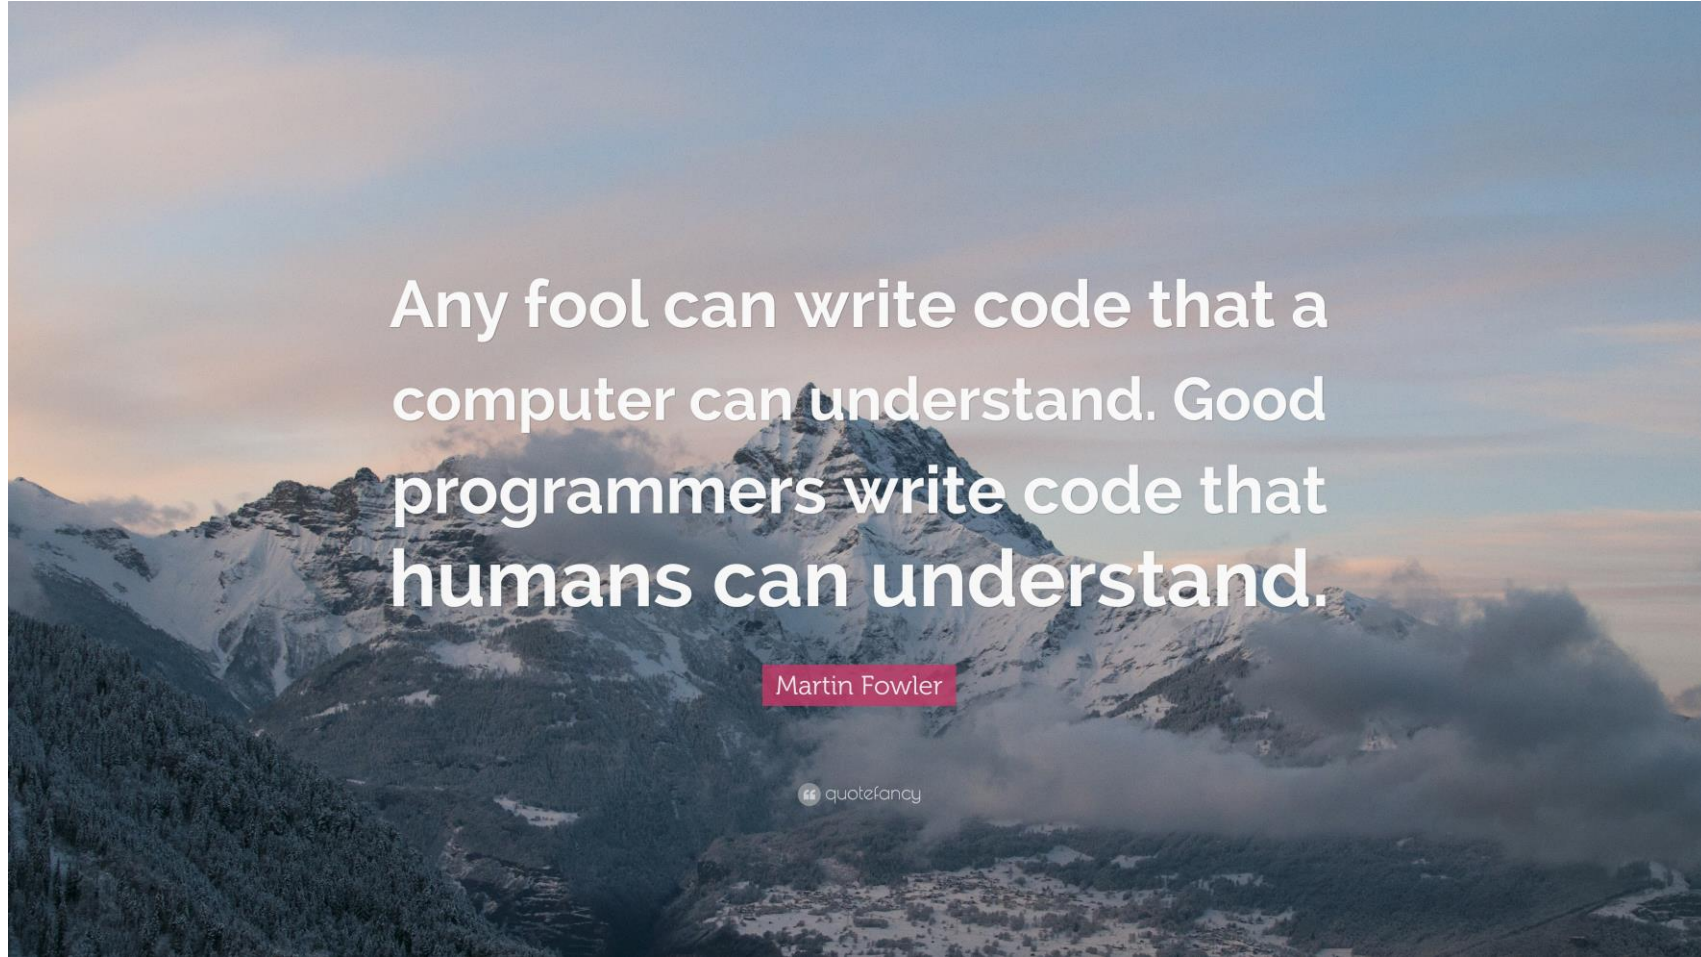 Any fool can write code that a
computer can understand. Good
programmers write code that
humans can understand.
Martin Fowler
quotefancy